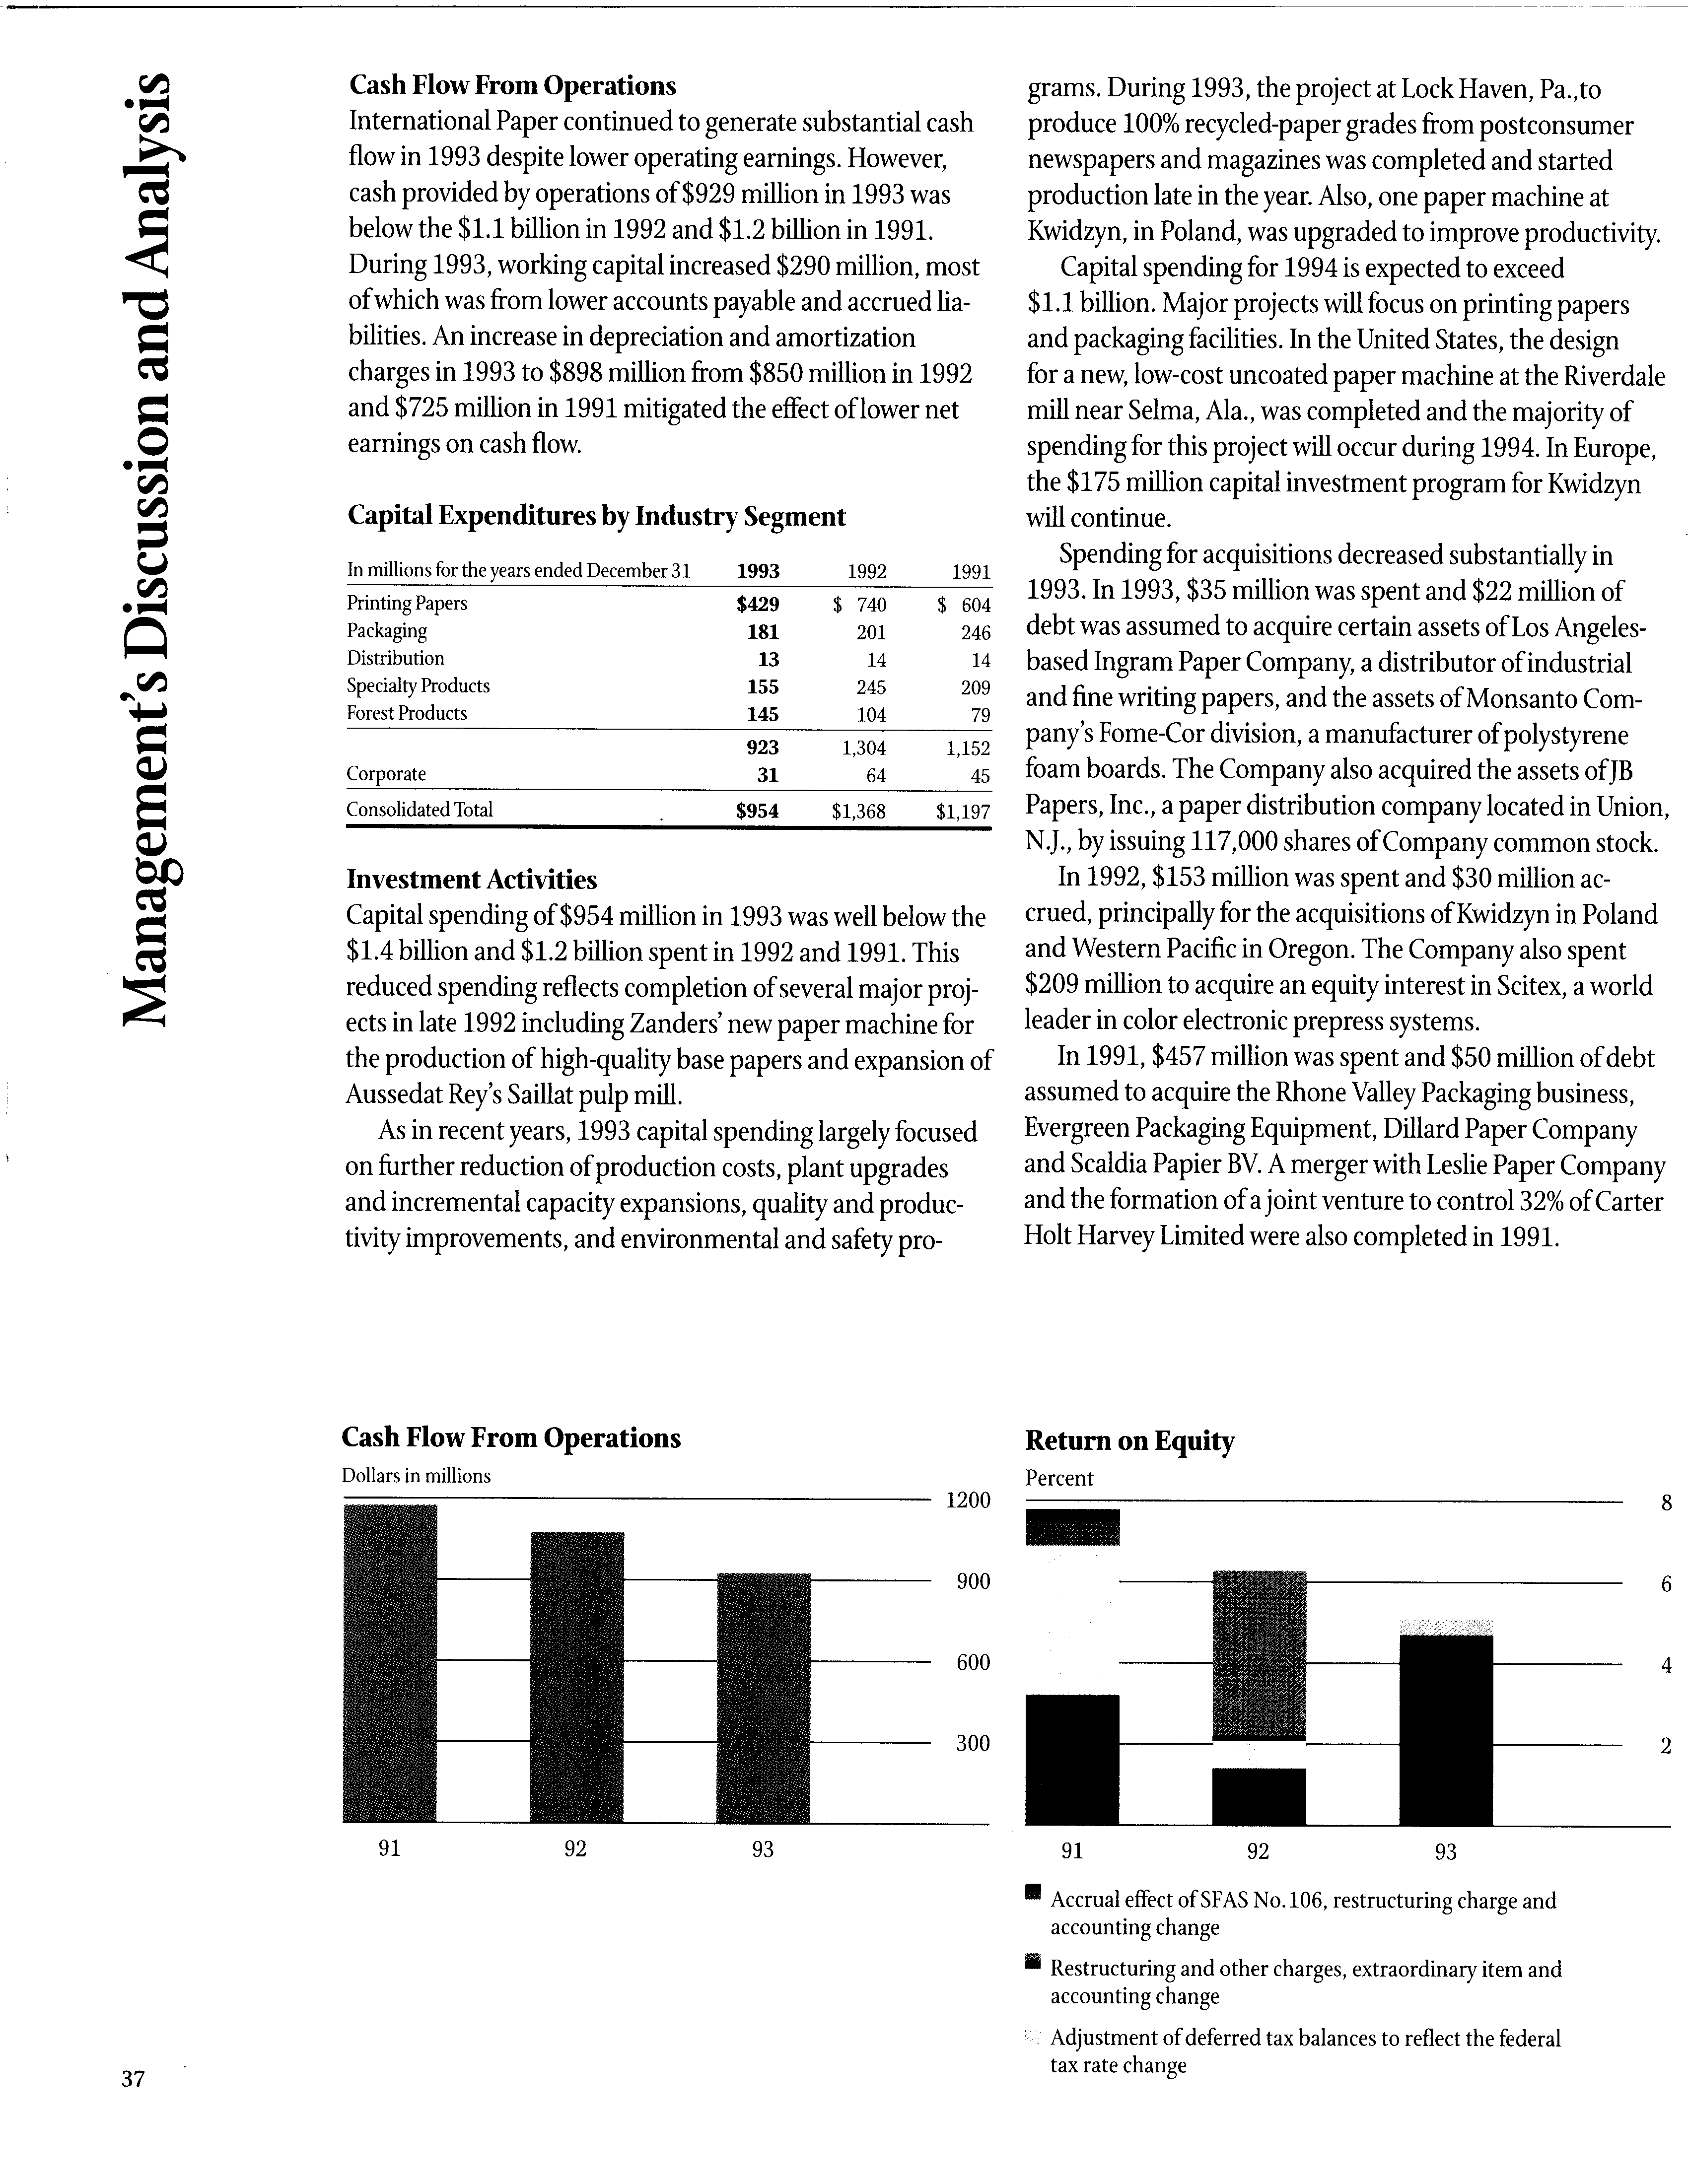 Management's Discussion and Analysis
Cash Flow From Operations
International Paper continued to generate substantial cash
flow in 1993 despite lower operating earnings. However,
cash provided by operations of $929 million in 1993 was
below the $1.1 billion in 1992 and $1.2 billion in 1991.
During 1993, working capital increased $290 million, most
of which was from lower accounts payable and accrued lia-
bilities. An increase in depreciation and amortization
charges in 1993 to $898 million from $850 million in 1992
and $725 million in 1991 mitigated the effect of lower net
earnings on cash flow.
Capital Expenditures by Industry Segment
In millions for the years ended December 31 1993 1992 1991
Printing Papers $429 $ 740 $ 604
Packaging 181 201 246
Distribution 13 14 14
Specialty Products 155 245 209
Forest Products 145 104 79
923 1,304 1,152
Corporate 31 64 45
Consolidated Total $954 $1,368 $1,197
Investment Activities
Capital spending of $954 million in 1993 was well below the
$1.4 billion and $1.2 billion spent in 1992 and 1991. This
reduced spending reflects completion of several major proj-
ects in late 1992 including Zanders' new paper machine for
the production of high-quality base papers and expansion of
Aussedat Rey's Saillat pulp mill.
As in recent years, 1993 capital spending largely focused
on further reduction of production costs, plant upgrades
and incremental capacity expansions, quality and produc-
tivity improvements, and environmental and safety pro-
grams. During 1993, the project at Lock Haven, Pa.,to
produce 100% recycled-paper grades from postconsumer
newspapers and magazines was completed and started
production late in the year. Also, one paper machine at
Kwidzyn, in Poland, was upgraded to improve productivity.
Capital spending for 1994 is expected to exceed
$1.1 billion. Major projects will focus on printing papers
and packaging facilities. In the United States, the design
for a new, low-cost uncoated paper machine at the Riverdale
mill near Selma, Ala., was completed and the majority of
spending for this project will occur during 1994. In Europe,
the $175 million capital investment program for Kwidzyn
will continue.
Spending for acquisitions decreased substantially in
1993. In 1993, $35 million was spent and $22 million of
debt was assumed to acquire certain assets of Los Angeles-
based Ingram Paper Company, a distributor of industrial
and fine writing papers, and the assets of Monsanto Com-
pany's Fome-Cor division, a manufacturer of polystyrene
foam boards. The Company also acquired the assets of JB
Papers, Inc., a paper distribution company located in Union,
N.J., by issuing 117,000 shares of Company common stock.
In 1992, $153 million was spent and $30 million ac-
crued, principally for the acquisitions of Kwidzyn in Poland
and Western Pacific in Oregon. The Company also spent
$209 million to acquire an equity interest in Scitex, a world
leader in color electronic prepress systems.
In 1991, $457 million was spent and $50 million of debt
assumed to acquire the Rhone Valley Packaging business,
Evergreen Packaging Equipment, Dillard Paper Company
and Scaldia Papier BV. A merger with Leslie Paper Company
and the formation of a joint venture to control 32% of Carter
Holt Harvey Limited were also completed in 1991.
Cash Flow From Operations
Dollars in millions
1200
900
600
300
91 92 93
Return on Equity
Percent
8
6
4
2
91 92 93
Accrual effect of SFAS No. 106, restructuring charge and
accounting change
Restructuring and other charges, extraordinary item and
accounting change
Adjustment of deferred tax balances to reflect the federal
tax rate change
37